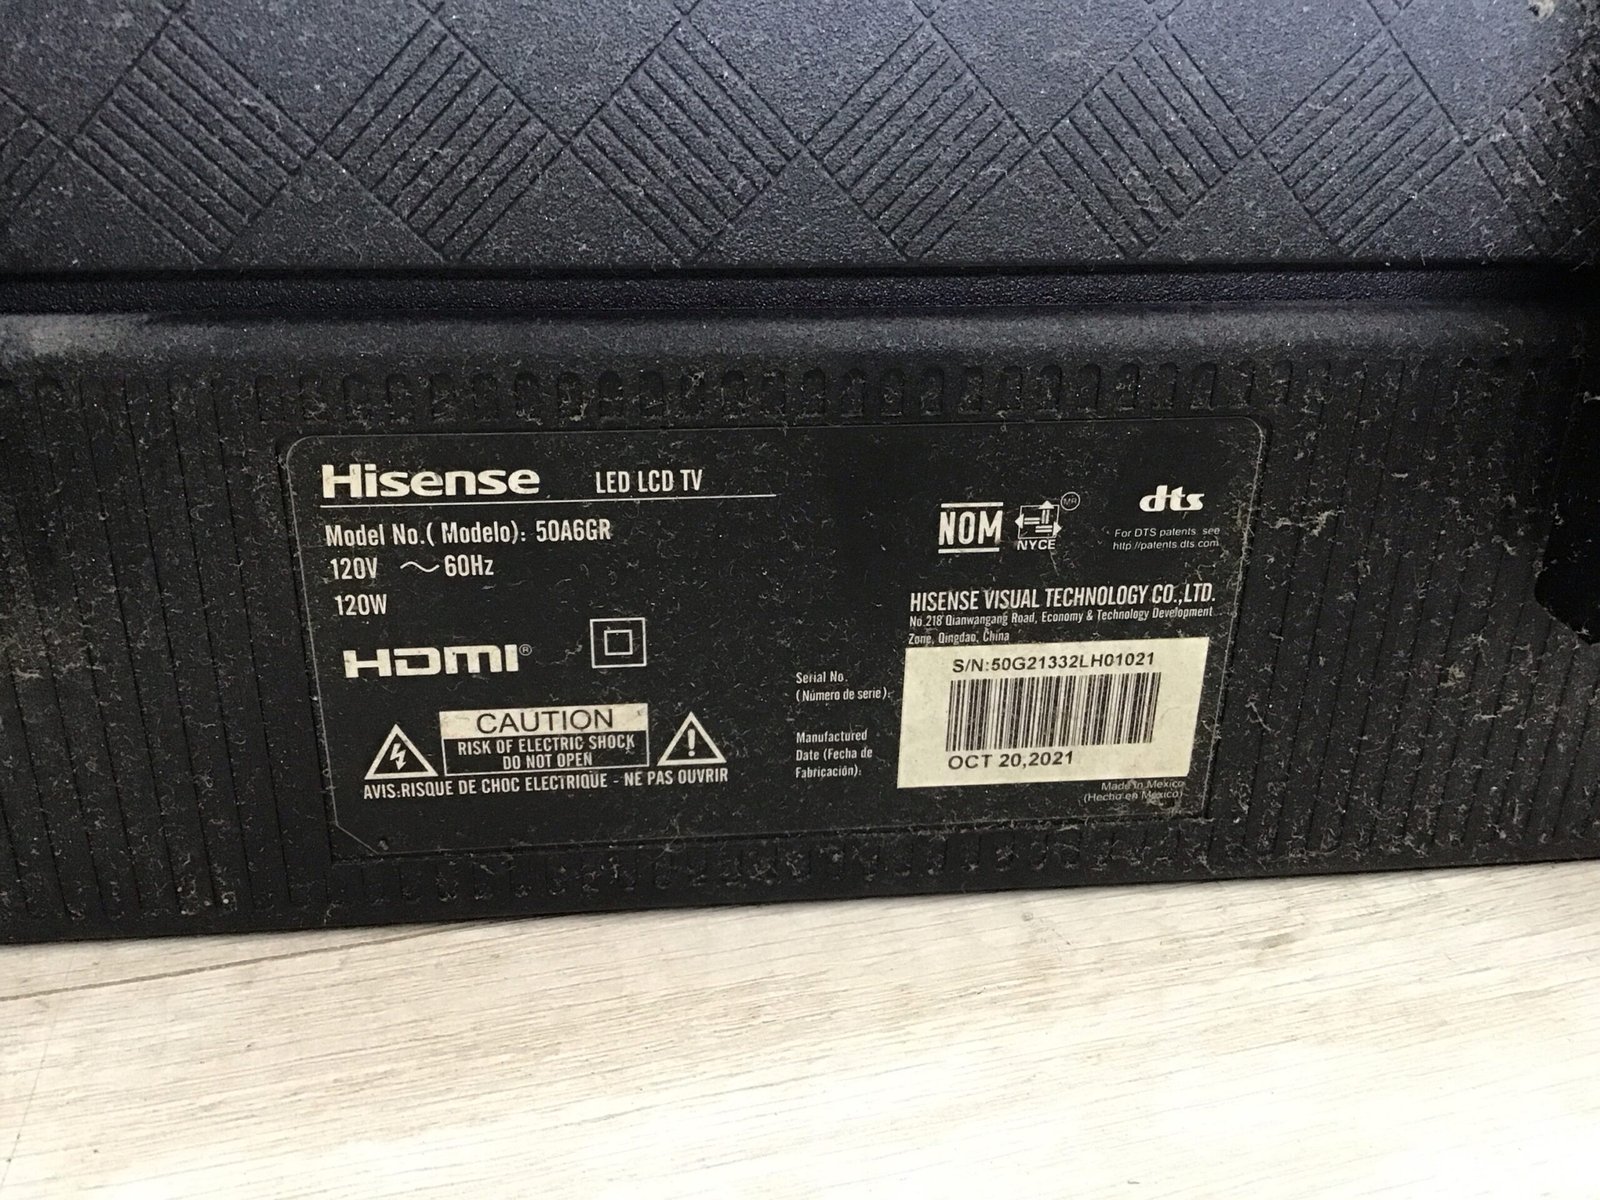 Hisense LED LCD TV
Model No.( Modelo): 50A6GR
120V ～60Hz
120W
HDMI®
CAUTION
RISK OF ELECTRIC SHOCK
DO NOT OPEN
AVIS:RISQUE DE CHOC ELECTRIQUE - NE PAS OUVRIR
NOM
NYCE
MR
dts
For DTS patents see
http://patents.dts.com
HISENSE VISUAL TECHNOLOGY CO.,LTD.
No.218 Qianwangang Road, Economy & Technology Development
Zone, Qingdao, China
Serial No.
(Número de serie):
S/N:50G21332LH01021
Manufactured
Date (Fecha de
Fabricación):
OCT 20,2021
Made in Mexico
(Hecho en Mexico)